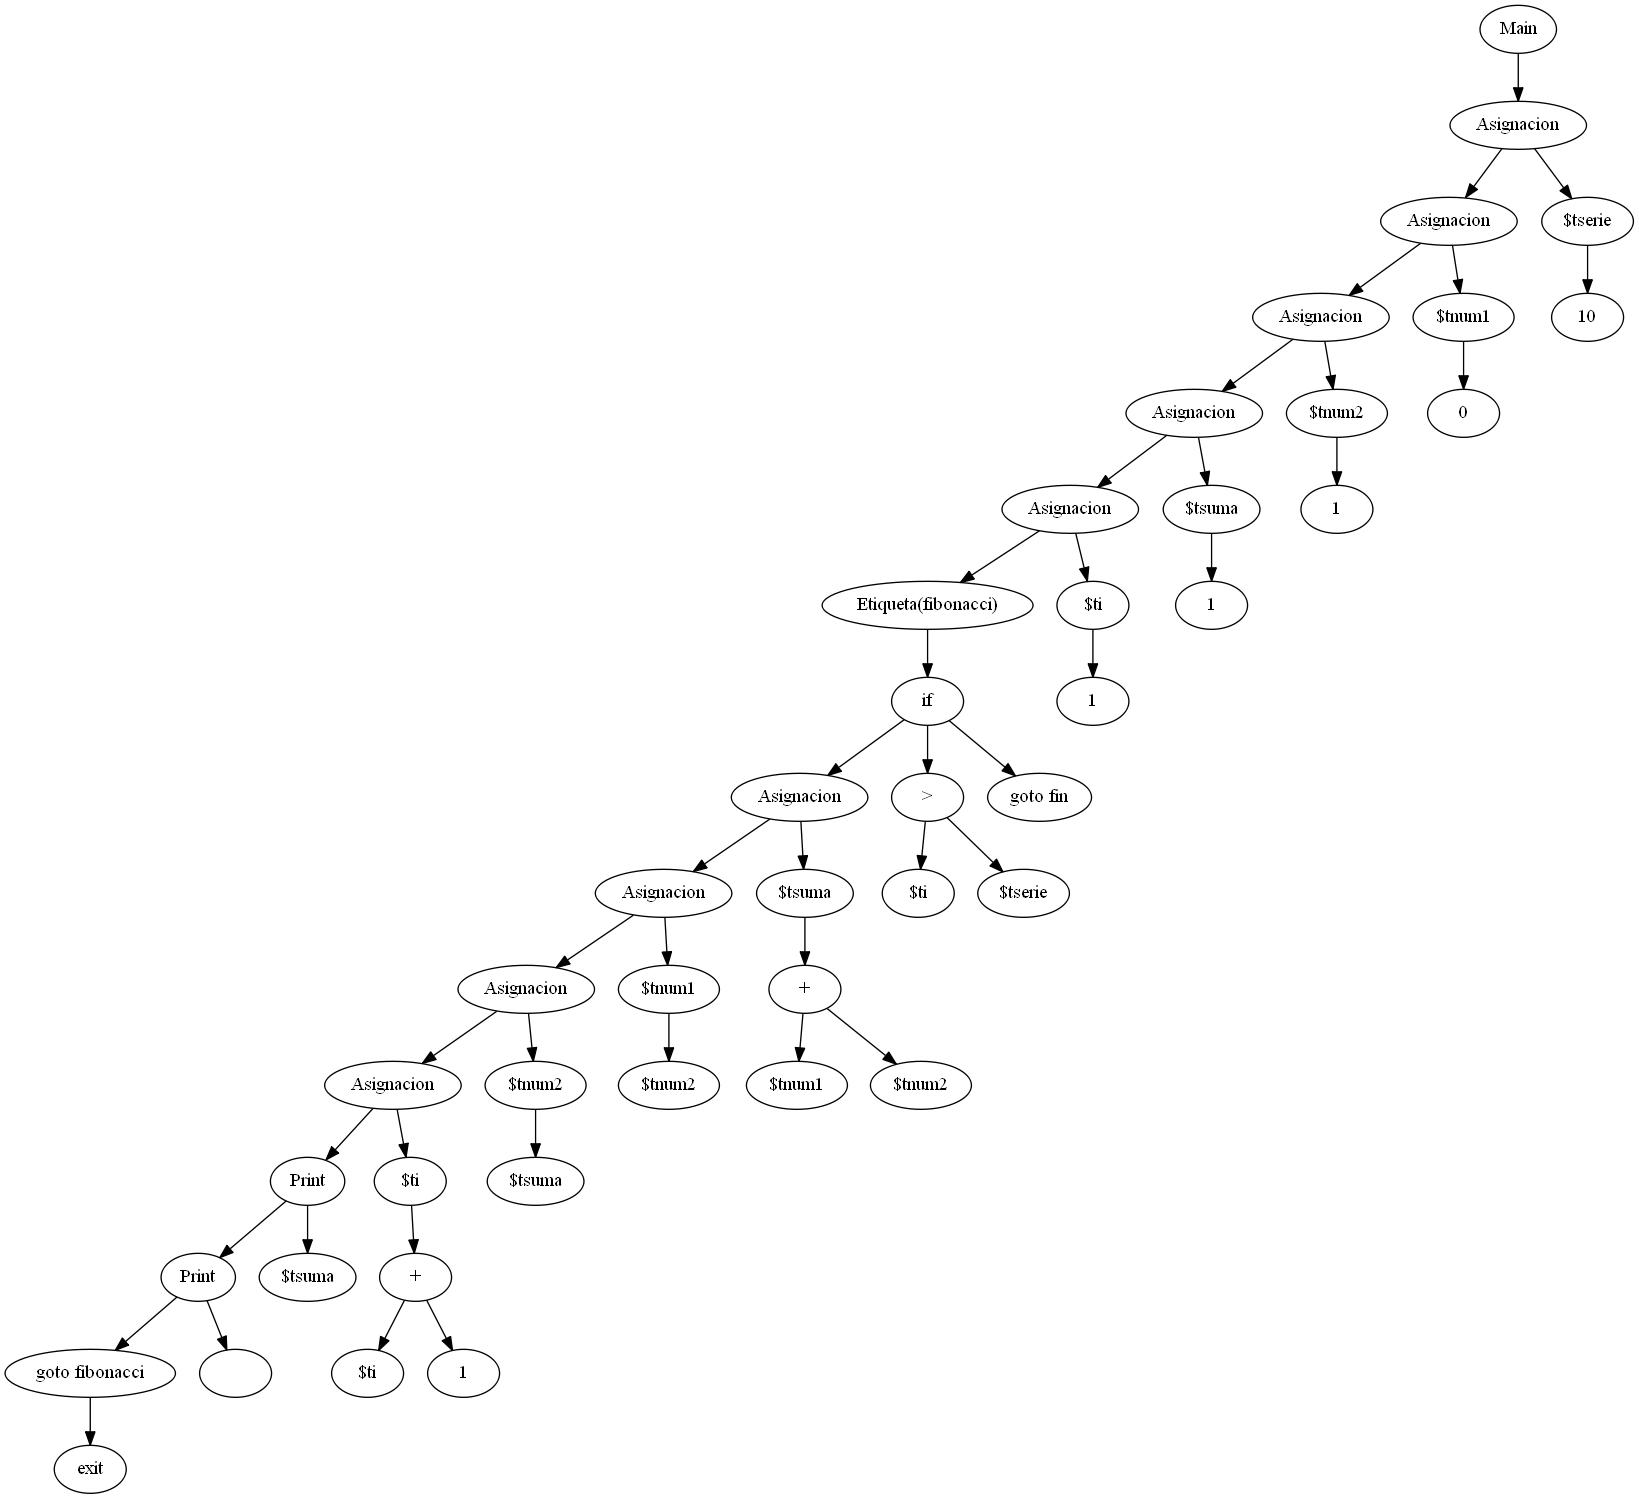 Main
Asignacion
Asignacion
$tserie
Asignacion
$tnum1
10
Asignacion
$tnum2
0
Asignacion
$tsuma
1
Etiqueta(fibonacci)
$ti
1
if
1
Asignacion
>
goto fin
Asignacion
$tsuma
$ti
$tserie
Asignacion
$tnum1
+
Asignacion
$tnum2
$tnum2
$tnum1
$tnum2
Print
$ti
$tsuma
Print
$tsuma
+
goto fibonacci
$ti
1
exit